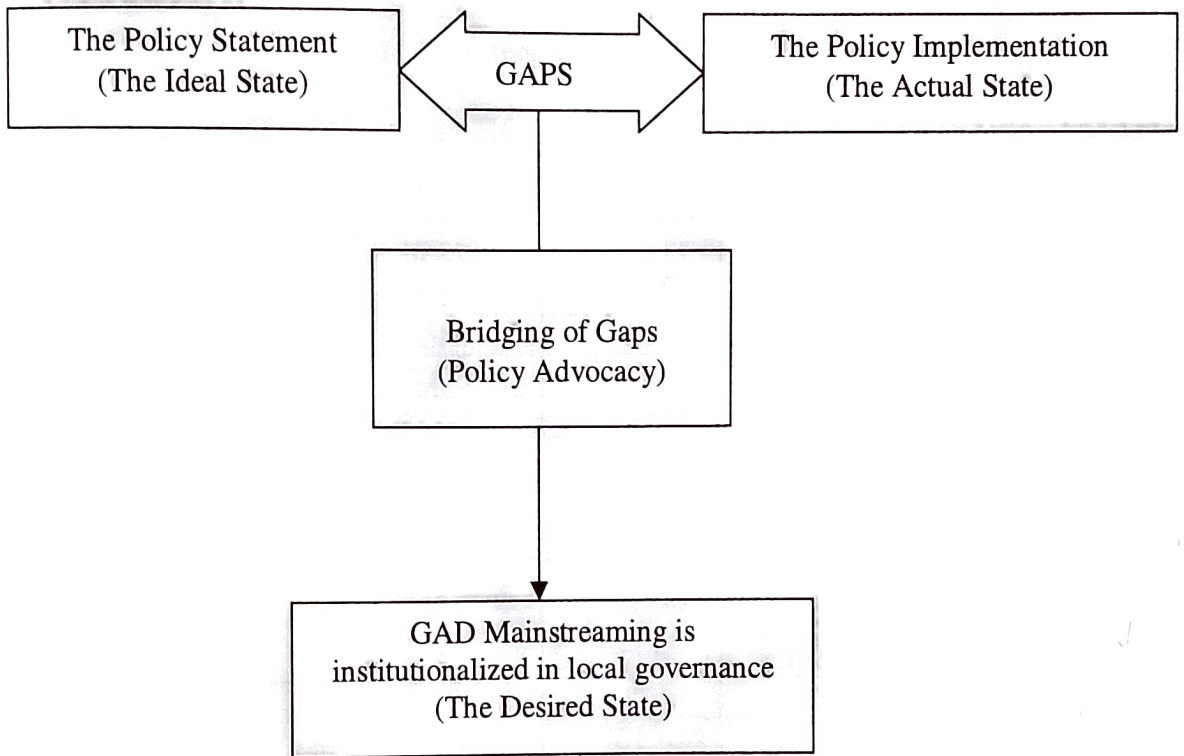 The Policy Statement
(The Ideal State)
GAPS
The Policy Implementation
(The Actual State)
Bridging of Gaps
(Policy Advocacy)
GAD Mainstreaming is
institutionalized in local governance
(The Desired State)